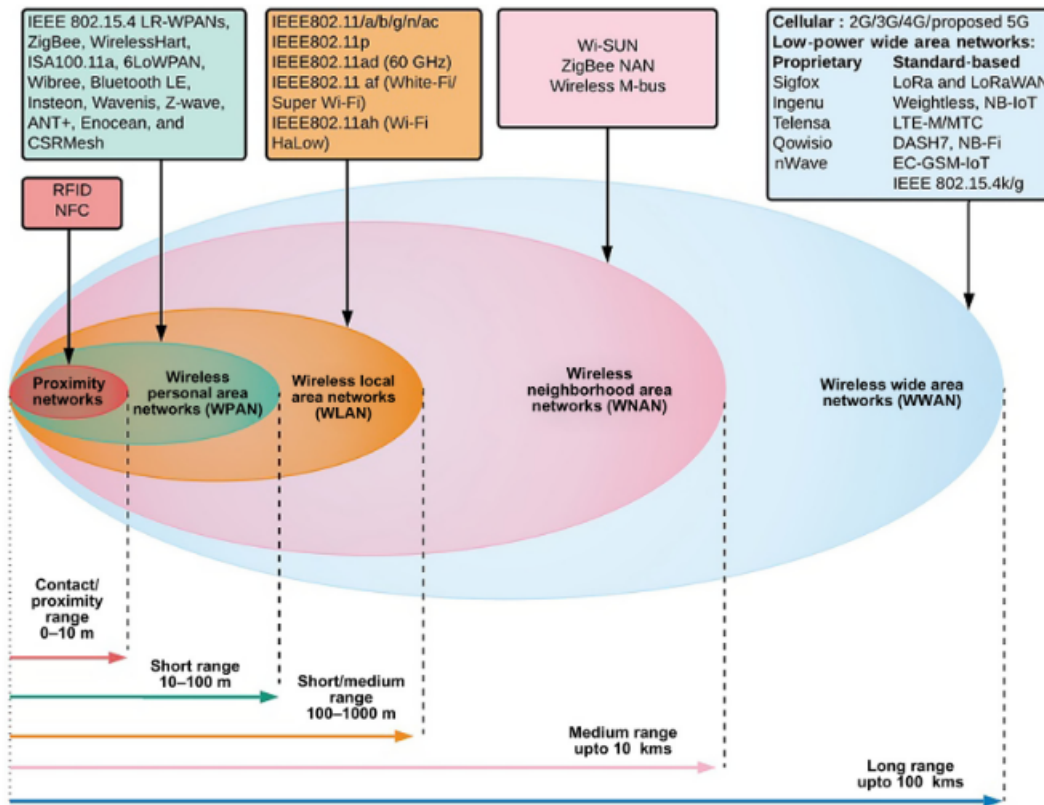 IEEE 802.15.4 LR-WPANs,
ZigBee, WirelessHart,
ISA100.11a, 6LoWPAN,
Wibree, Bluetooth LE,
Insteon, Wavenis, Z-wave,
ANT+, Enocean, and
CSRMesh
IEEE802.11/a/b/g/n/ac
IEEE802.11p
IEEE802.11ad (60 GHz)
IEEE802.11 af (White-Fi/
Super Wi-Fi)
IEEE802.11ah (Wi-Fi
HaLow)
Wi-SUN
ZigBee NAN
Wireless M-bus
Cellular : 2G/3G/4G/proposed 5G
Low-power wide area networks:
Proprietary Standard-based
Sigfox LoRa and LoRaWAN
Ingenu Weightless, NB-IoT
Telensa LTE-M/MTC
Qowisio DASH7, NB-Fi
nWave EC-GSM-IoT
IEEE 802.15.4k/g
RFID
NFC
Proximity
networks
Wireless
personal area
networks (WPAN)
Wireless local
area networks
(WLAN)
Wireless
neighborhood area
networks (WNAN)
Wireless wide area
networks (WWAN)
Contact/
proximity
range
0–10 m
Short range
10–100 m
Short/medium
range
100–1000 m
Medium range
upto 10 kms
Long range
upto 100 kms